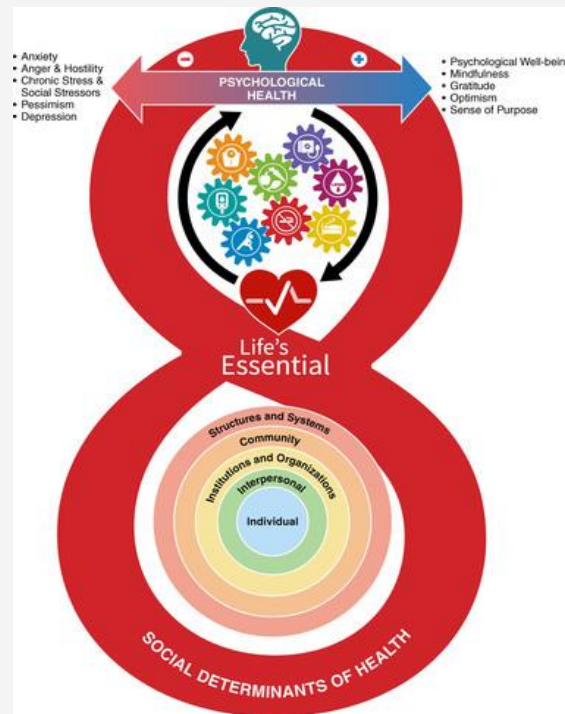 • Anxiety
• Anger & Hostility
• Chronic Stress &
Social Stressors
• Pessimism
• Depression
PSYCHOLOGICAL
HEALTH
• Psychological Well-bein
• Mindfulness
• Gratitude
• Optimism
• Sense of Purpose
Life's
Essential
8
Structures and Systems
Community
Institutions and Organizations
Interpersonal
Individual
SOCIAL DETERMINANTS OF HEALTH